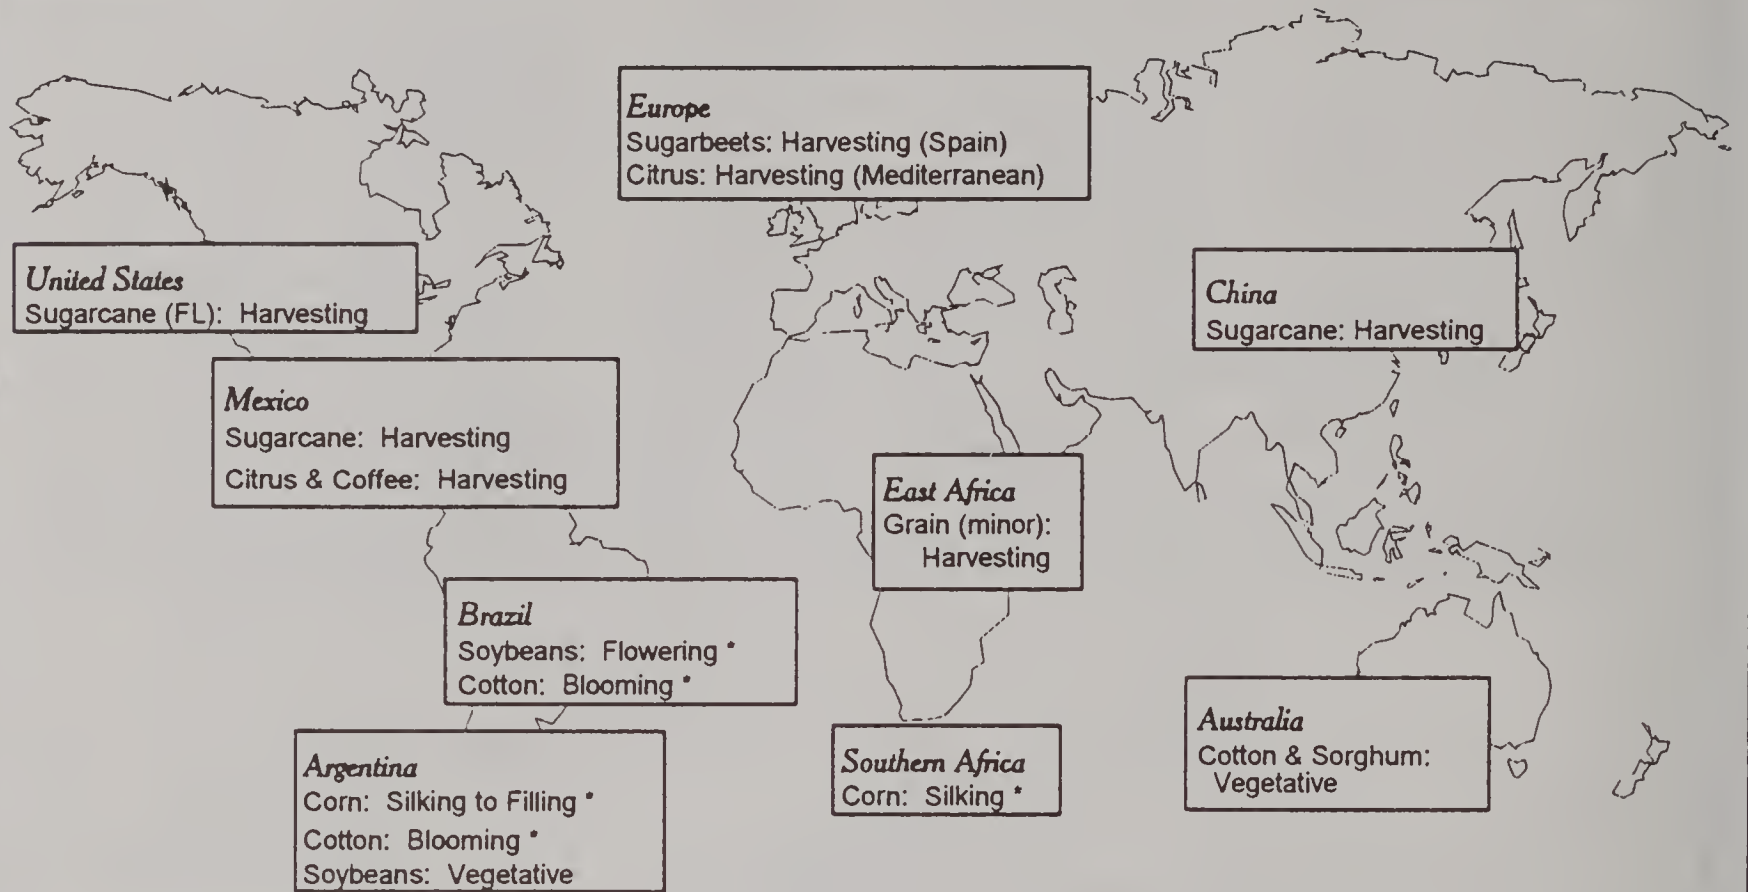 Europe
Sugarbeets: Harvesting (Spain)
Citrus: Harvesting (Mediterranean)
United States
Sugarcane (FL): Harvesting
China
Sugarcane: Harvesting
Mexico
Sugarcane: Harvesting
Citrus & Coffee: Harvesting
East Africa
Grain (minor):
Harvesting
Brazil
Soybeans: Flowering *
Cotton: Blooming *
Argentina
Corn: Silking to Filling *
Cotton: Blooming *
Soybeans: Vegetative
Southern Africa
Corn: Silking *
Australia
Cotton & Sorghum:
Vegetative